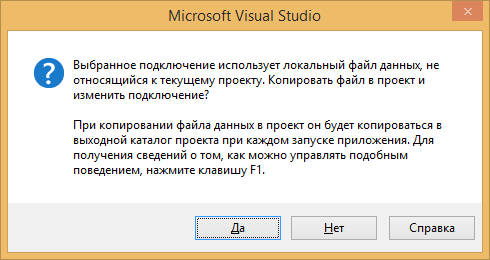 Microsoft Visual Studio
Выбранное подключение использует локальный файл данных, не
относящийся к текущему проекту. Копировать файл в проект и
изменить подключение?
При копировании файла данных в проект он будет копироваться в
выходной каталог проекта при каждом запуске приложения. Для
получения сведений о том, как можно управлять подобным
поведением, нажмите клавишу F1.
Да
Нет
Справка